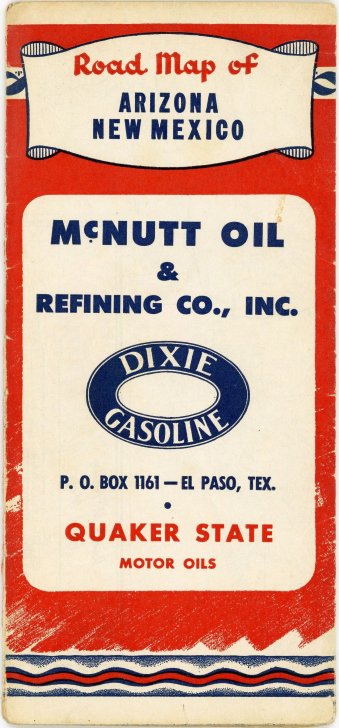 Road Map of
ARIZONA
NEW MEXICO
McNUTT OIL
&
REFINING CO., INC.
DIXIE
GASOLINE
P. O. BOX 1161 — EL PASO, TEX.
•
QUAKER STATE
MOTOR OILS